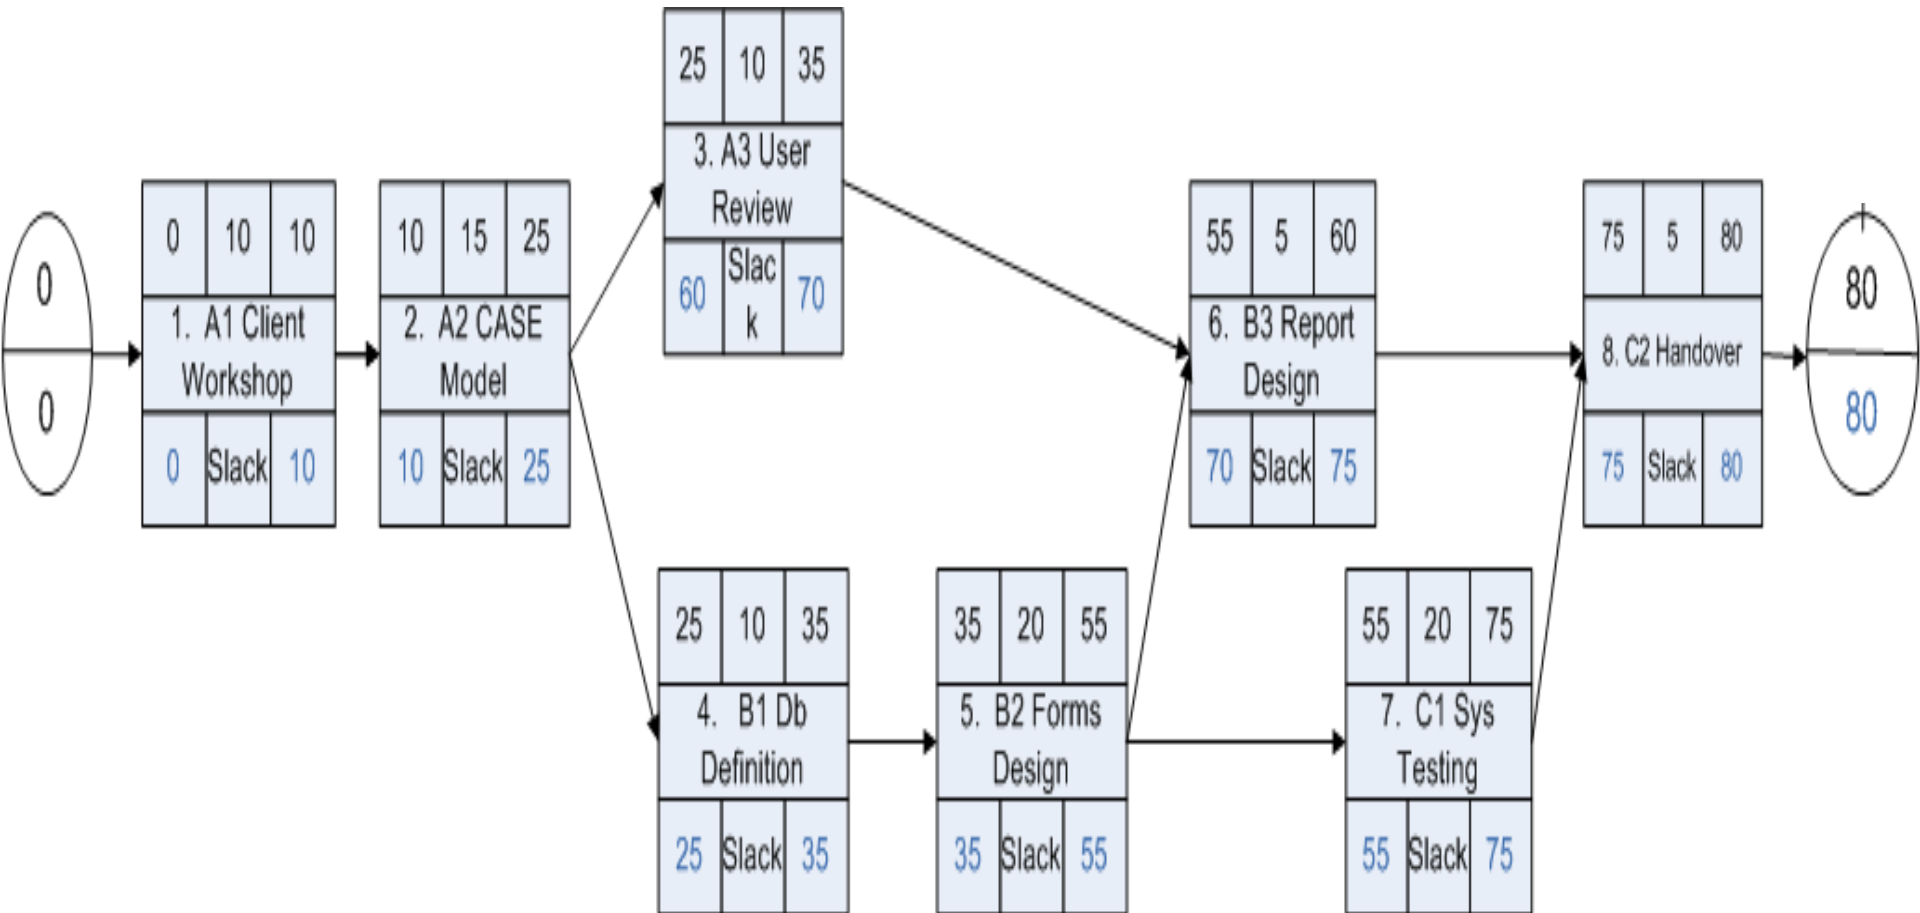 0
0
0 10 10
1. A1 Client
Workshop
0 Slack 10
10 15 25
2. A2 CASE
Model
10 Slack 25
25 10 35
3. A3 User
Review
60 Slac
k 70
25 10 35
4. B1 Db
Definition
25 Slack 35
35 20 55
5. B2 Forms
Design
35 Slack 55
55 5 60
6. B3 Report
Design
70 Slack 75
55 20 75
7. C1 Sys
Testing
55 Slack 75
75 5 80
8. C2 Handover
75 Slack 80
80
80